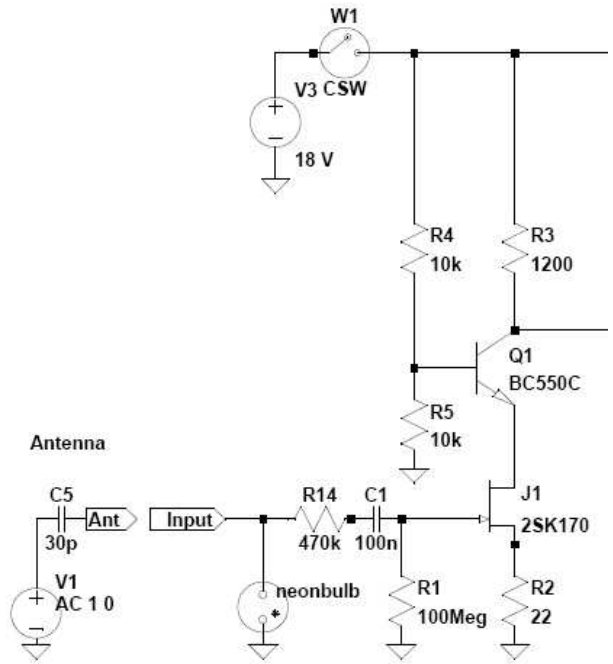 W1
V3 CSW
18 V
R4
10k
R3
1200
Q1
BC550C
R5
10k
Antenna
C5
30p
Ant
Input
R14
470k
C1
100n
J1
2SK170
V1
AC 1 0
neonbulb
R1
100Meg
R2
22